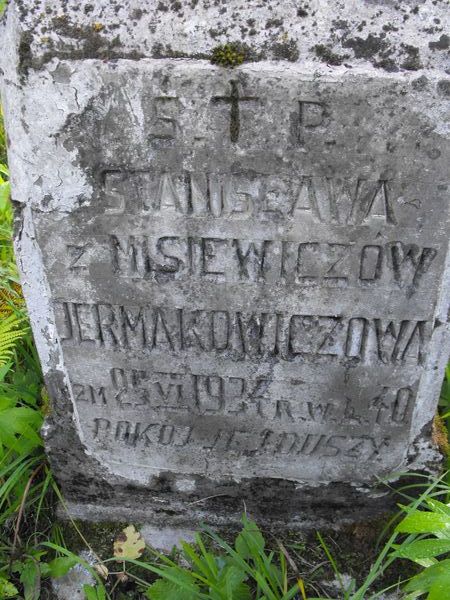 S. † P.
STANISŁAWA
z MISIEWICZÓW
JERMAKOWICZOWA
ZM 25 VI 1934 R. W L. 40
POKÓJ JEJ DUSZY